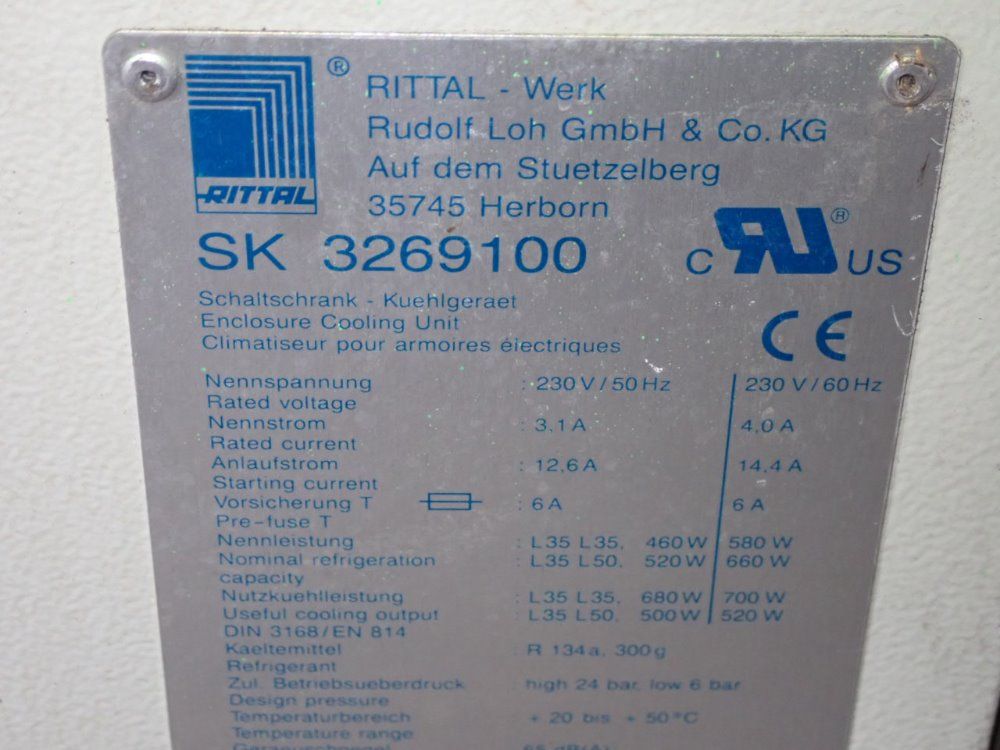 RITTAL
®
RITTAL - Werk
Rudolf Loh GmbH & Co. KG
Auf dem Stuetzelberg
35745 Herborn
SK 3269100
c RU ® US
Schaltschrank - Kuehlgeraet
Enclosure Cooling Unit
Climatiseur pour armoires électriques
CE
Nennspannung : 230 V / 50 Hz 230 V / 60 Hz
Rated voltage
Nennstrom : 3,1 A 4,0 A
Rated current
Anlaufstrom : 12,6 A 14,4 A
Starting current
Vorsicherung T : 6 A 6 A
Pre-fuse T
Nennleistung : L35 L35, 460 W 580 W
Nominal refrigeration : L35 L50, 520 W 660 W
capacity
Nutzkuehlleistung : L35 L35, 680 W 700 W
Useful cooling output : L35 L50, 500 W 520 W
DIN 3168/EN 814
Kaeltemittel : R 134a, 300g
Refrigerant
Zul. Betriebsueberdruck : high 24 bar, low 6 bar
Design pressure
Temperaturbereich + 20 bis + 50°C
Temperature range
Geraeuschpegel 65 dB(A)